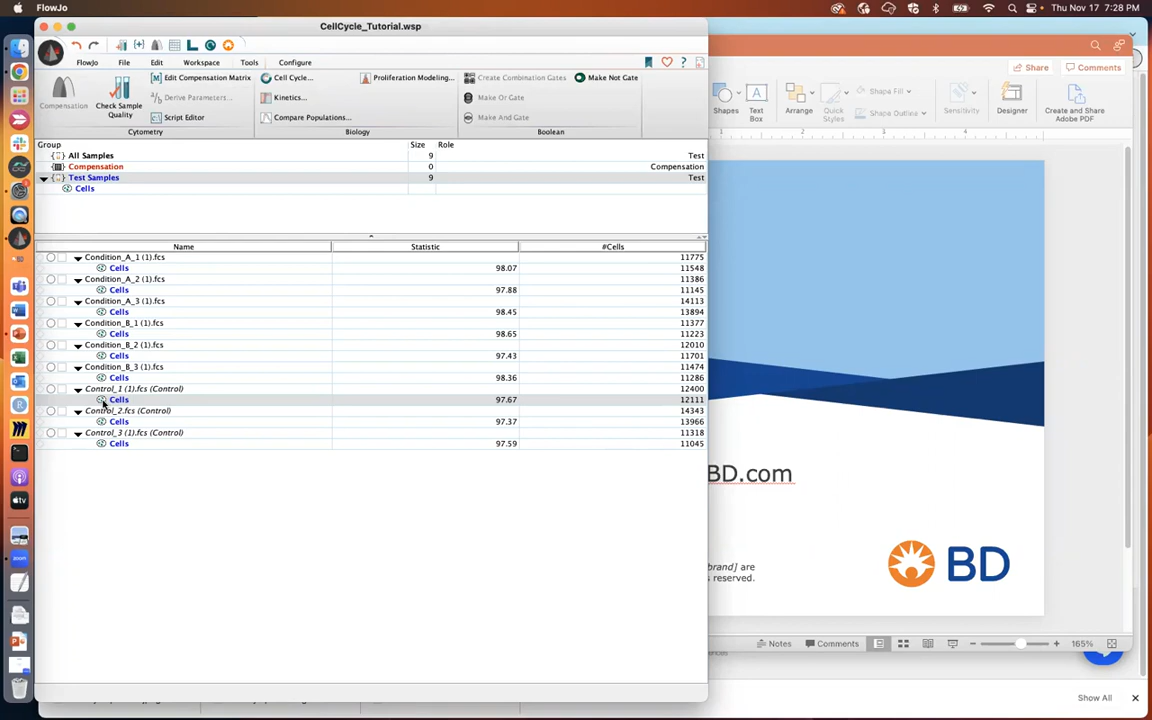 FlowJo
Thu Nov 17 7:28 PM
CellCycle_Tutorial.wsp
FlowJo File Edit Workspace Tools Configure
Compensation
Check Sample Quality
Edit Compensation Matrix
Derive Parameters...
Script Editor
Cytometry
Cell Cycle...
Kinetics...
Compare Populations...
Proliferation Modeling...
Biology
Create Combination Gates
Make Or Gate
Make And Gate
Make Not Gate
Boolean
Group Size Role
All Samples 9 Test
Compensation 0 Compensation
Test Samples 9 Test
Cells
Name Statistic #Cells
Condition_A_1 (1).fcs 11775
Cells 98.07 11548
Condition_A_2 (1).fcs 11386
Cells 97.88 11145
Condition_A_3 (1).fcs 14113
Cells 98.45 13894
Condition_B_1 (1).fcs 11377
Cells 98.65 11223
Condition_B_2 (1).fcs 12010
Cells 97.43 11701
Condition_B_3 (1).fcs 11474
Cells 98.36 11286
Control_1 (1).fcs (Control) 12400
Cells 97.67 12111
Control_2.fcs (Control) 14343
Cells 97.37 13966
Control_3 (1).fcs (Control) 11318
Cells 97.59 11045
Share Comments
Shapes
Text Box
Arrange
Quick Styles
Shape Fill
Shape Outline
Sensitivity
Designer
Create and Share Adobe PDF
1 2 3 4
BD.com
brand] are
s reserved.
BD
Notes Comments 165%
Show All
zoom
tv